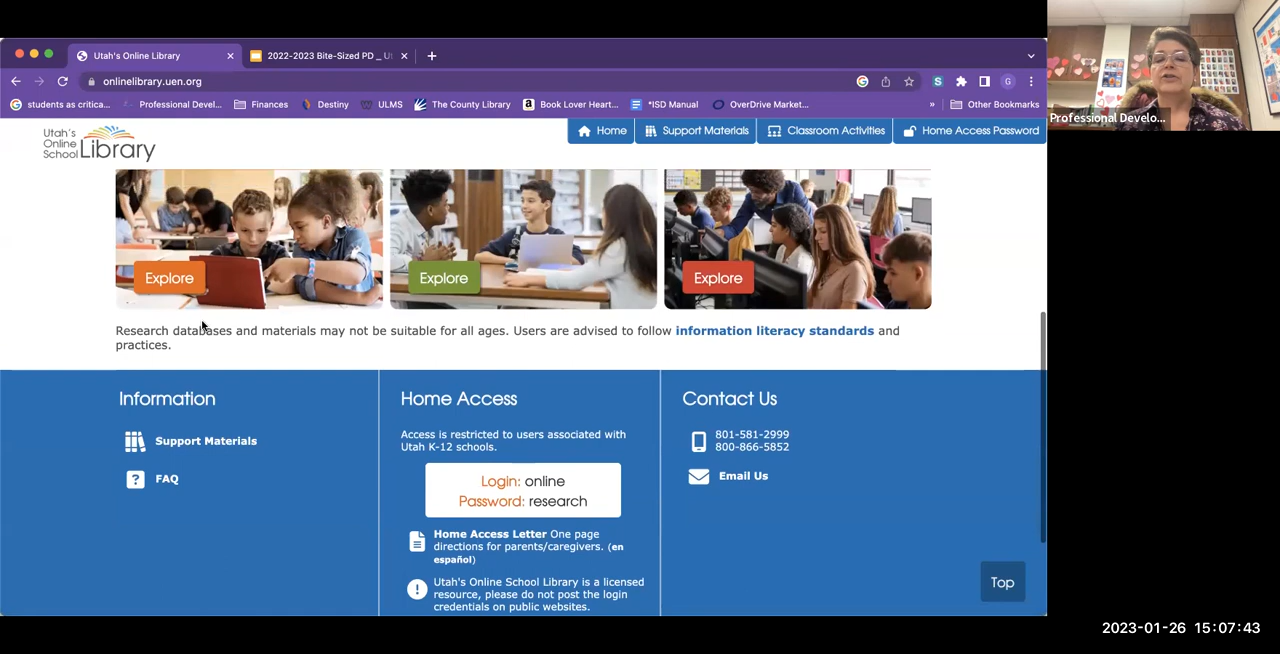 Utah's Online Library
2022-2023 Bite-Sized PD _ U
onlinelibrary.uen.org
G
students as critica...
Professional Devel...
Finances
Destiny
ULMS
The County Library
Book Lover Heart...
*ISD Manual
OverDrive Market...
»
Other Bookmarks
Utah's
Online
School Library
Home
Support Materials
Classroom Activities
Home Access Password
Professional Develo...
Explore
Explore
Explore
Research databases and materials may not be suitable for all ages. Users are advised to follow information literacy standards and
practices.
Information
Support Materials
FAQ
Home Access
Access is restricted to users associated with
Utah K-12 schools.
Login: online
Password: research
Home Access Letter One page
directions for parents/caregivers. (en
español)
Utah's Online School Library is a licensed
resource, please do not post the login
credentials on public websites.
Contact Us
801-581-2999
800-866-5852
Email Us
Top
2023-01-26 15:07:43